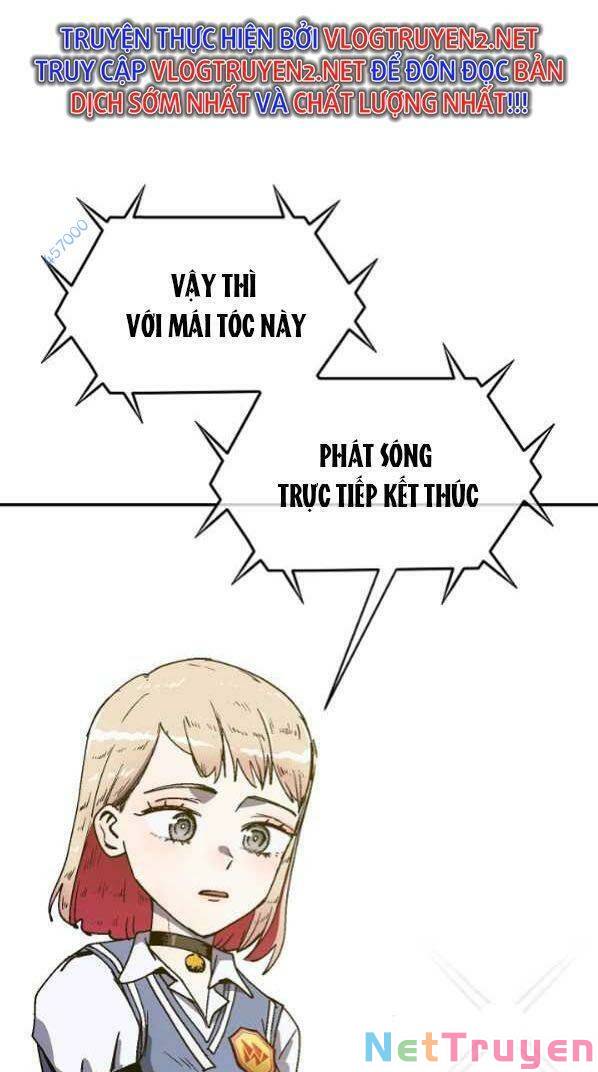 TRUYỆN THỰC HIỆN BỞI VLOGTRUYEN2.NET
TRUY CẬP VLOGTRUYEN2.NET ĐỂ ĐÓN ĐỌC BẢN
DỊCH SỚM NHẤT VÀ CHẤT LƯỢNG NHẤT!!!
457000
VẬY THÌ
VỚI MÁI TÓC NÀY
PHÁT SÓNG
TRỰC TIẾP KẾT THÚC
NetTruyen